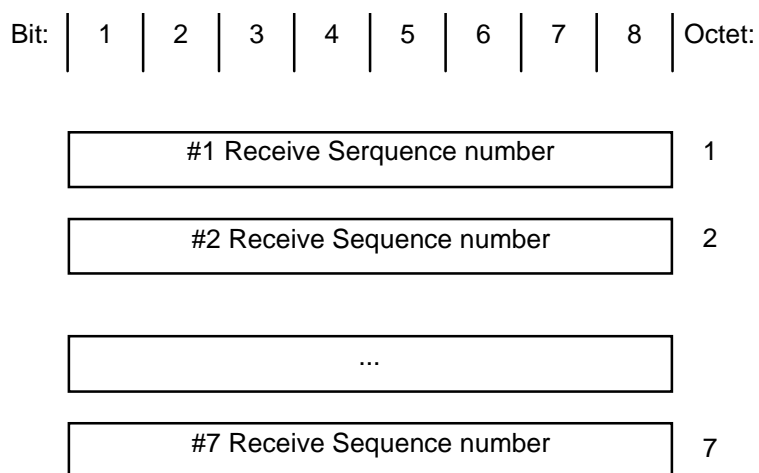 Bit: 1 2 3 4 5 6 7 8 Octet:
#1 Receive Serquence number 1
#2 Receive Sequence number 2
...
#7 Receive Sequence number 7